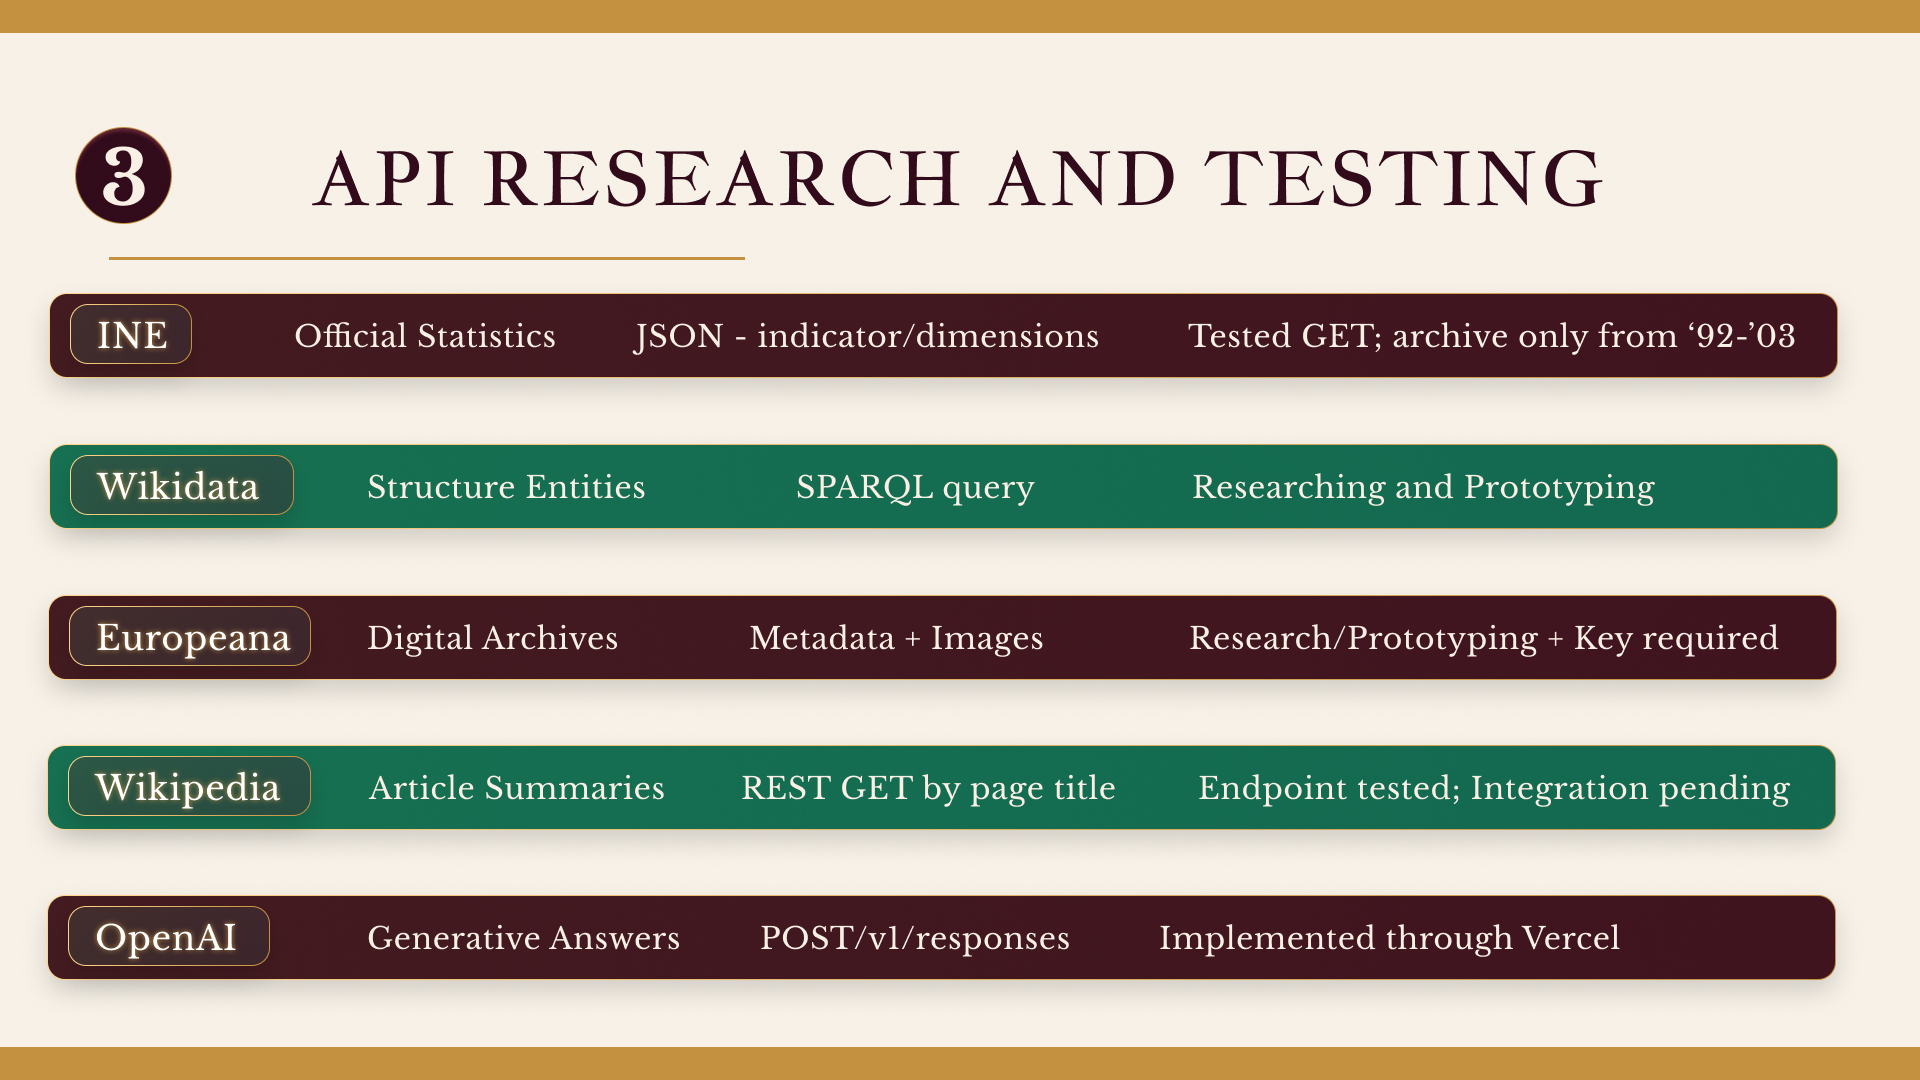 3 API RESEARCH AND TESTING
INE Official Statistics JSON - indicator/dimensions Tested GET; archive only from ‘92-’03
Wikidata Structure Entities SPARQL query Researching and Prototyping
Europeana Digital Archives Metadata + Images Research/Prototyping + Key required
Wikipedia Article Summaries REST GET by page title Endpoint tested; Integration pending
OpenAI Generative Answers POST/v1/responses Implemented through Vercel